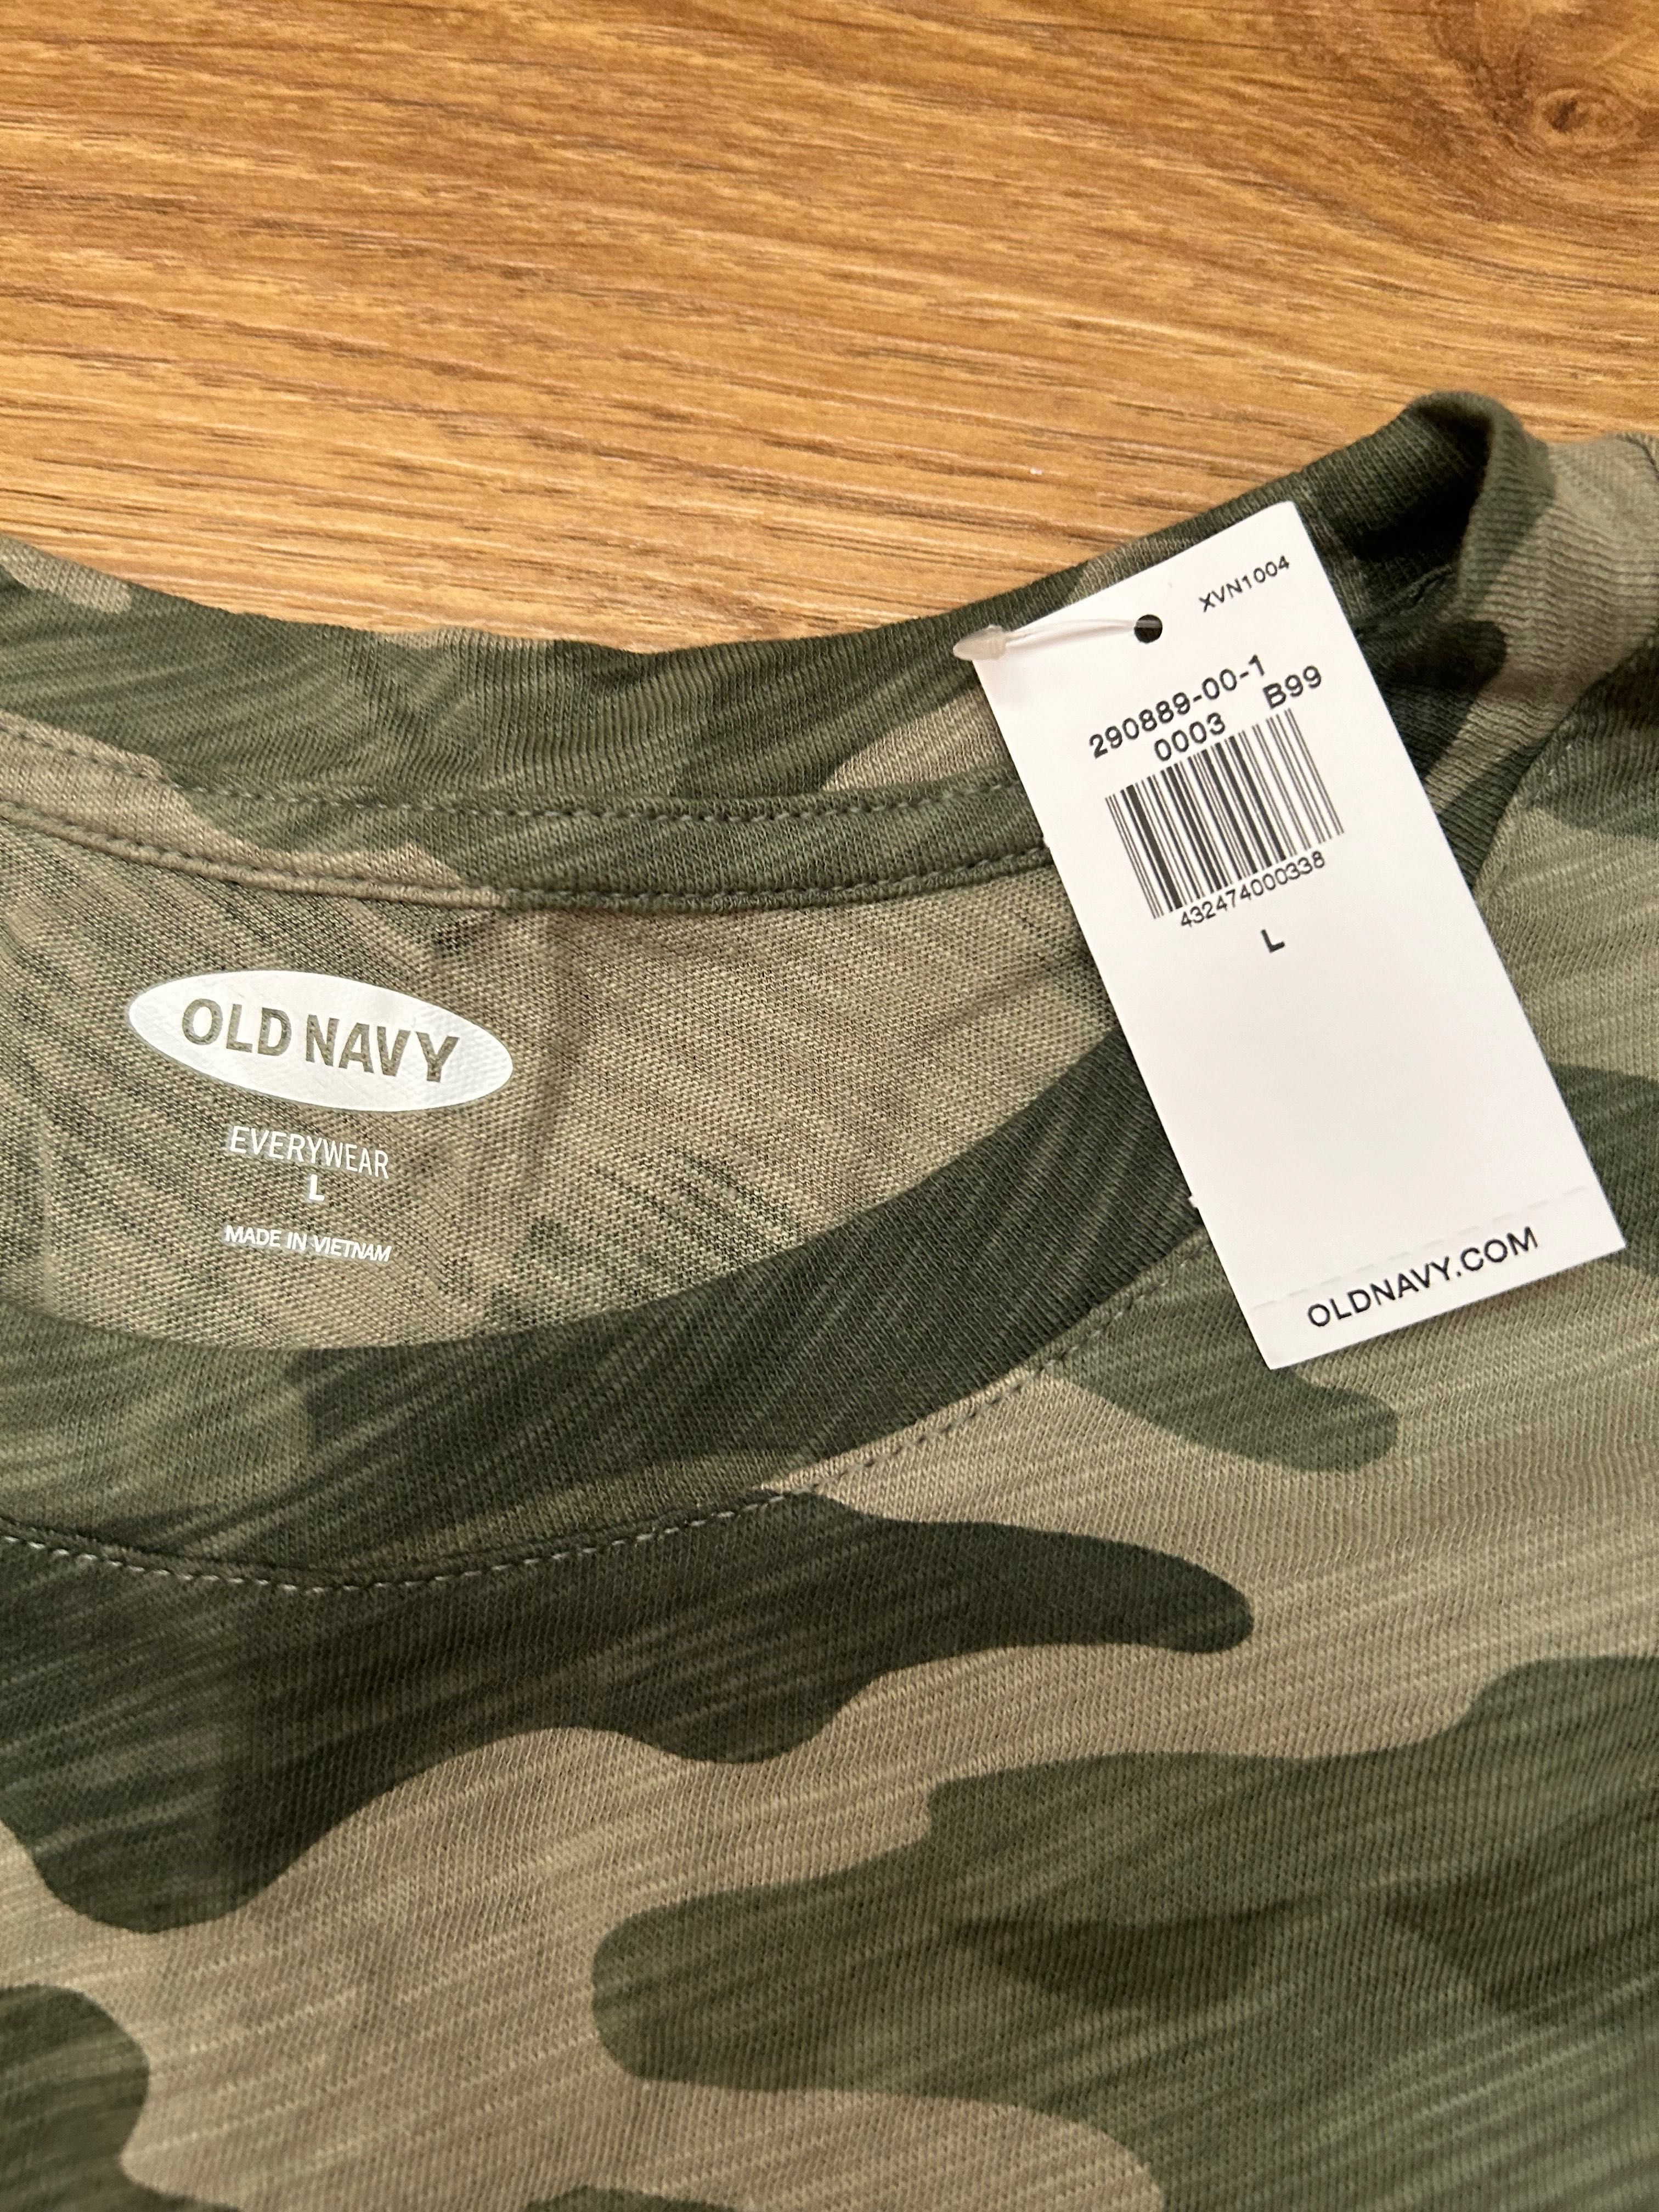 XVN1004
290889-00-1
0003 B99
432474000338
L
OLDNAVY.COM
OLD NAVY
EVERYWEAR
L
MADE IN VIETNAM